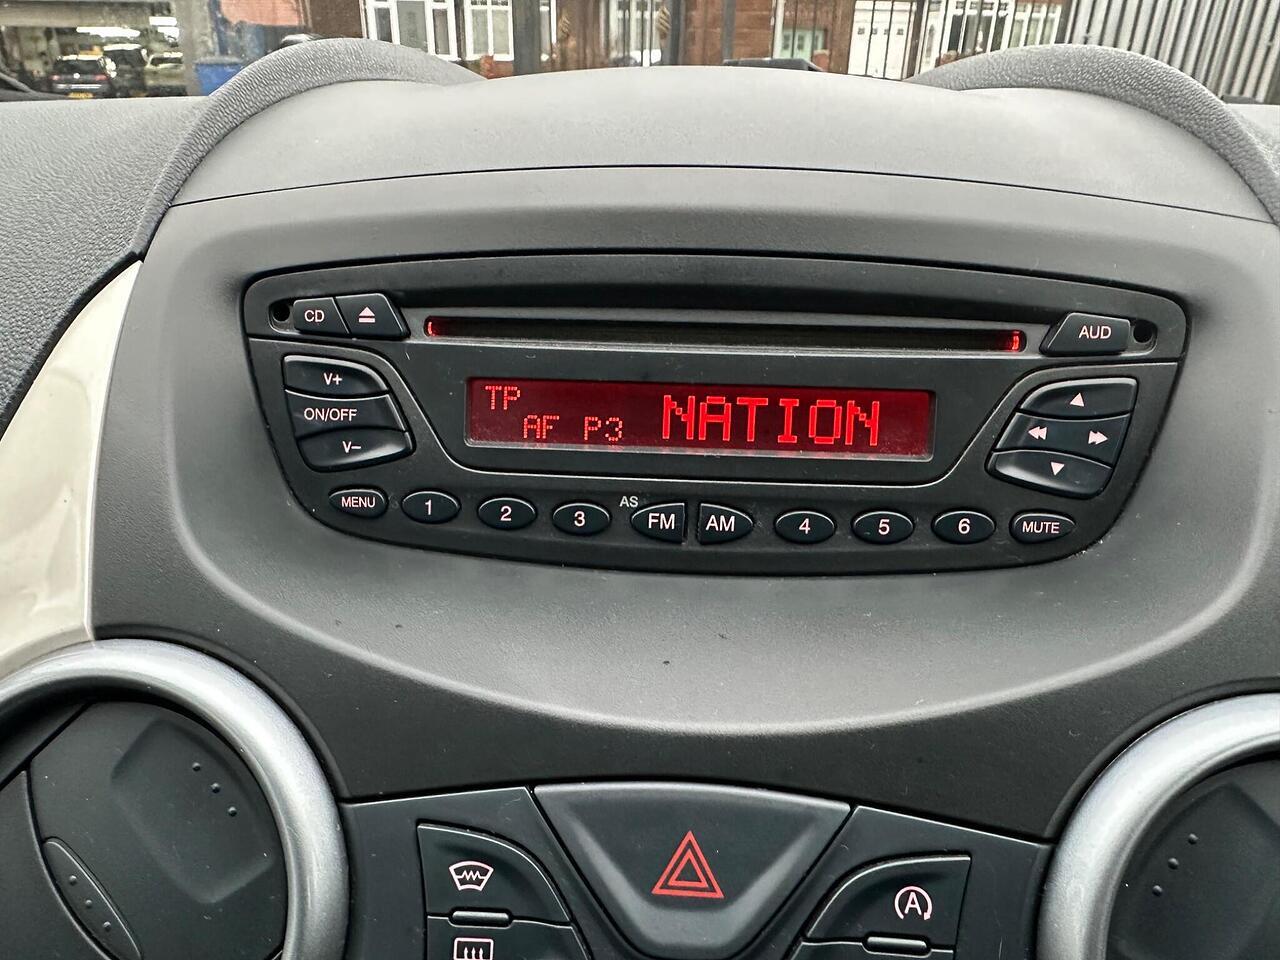 CD
AUD
V+
ON/OFF
V-
TP
AF P3 NATION
MENU 1 2 3 AS FM AM 4 5 6 MUTE
A